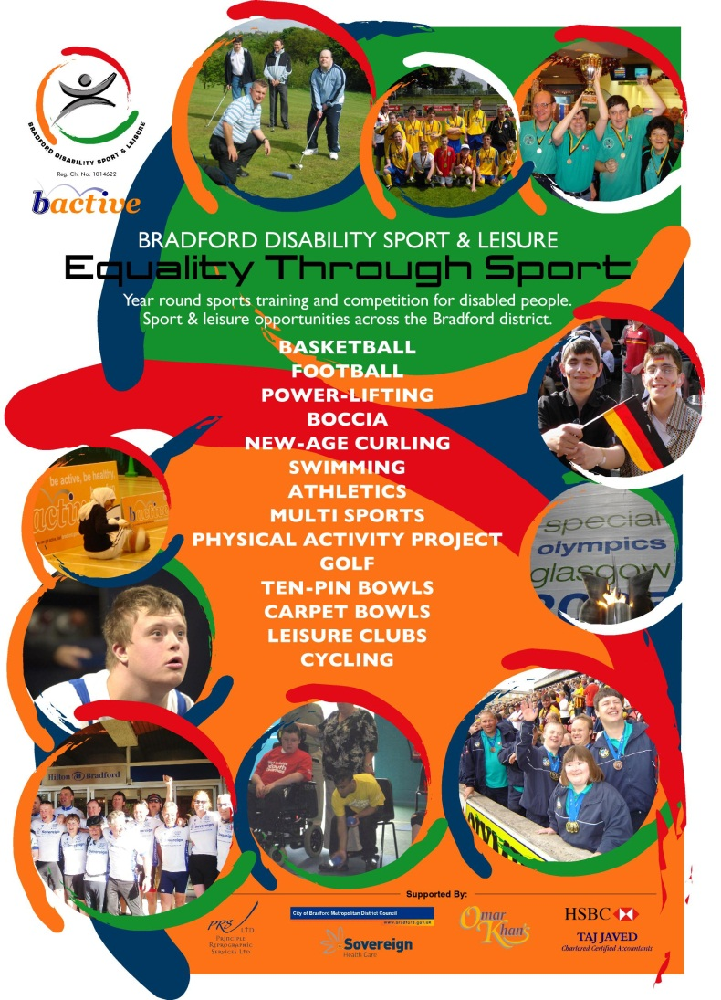 BRADFORD DISABILITY SPORT & LEISURE
Reg. Ch. No: 1014622
bactive
BRADFORD DISABILITY SPORT & LEISURE
Equality Through Sport
Year round sports training and competition for disabled people.
Sport & leisure opportunities across the Bradford district.
BASKETBALL
FOOTBALL
POWER-LIFTING
BOCCIA
NEW-AGE CURLING
SWIMMING
ATHLETICS
MULTI SPORTS
PHYSICAL ACTIVITY PROJECT
GOLF
TEN-PIN BOWLS
CARPET BOWLS
LEISURE CLUBS
CYCLING
be active, be healthy
special
olympics
glasgow
Hilton Bradford
Sovereign
Supported By:
PRS LTD
PRINCIPLE
REPROGRAPHIC
SERVICES LTD
City of Bradford Metropolitan District Council
www.bradford.gov.uk
Sovereign
Health Care
Omar
Khan's
HSBC
TAJ JAVED
Chartered Certified Accountants